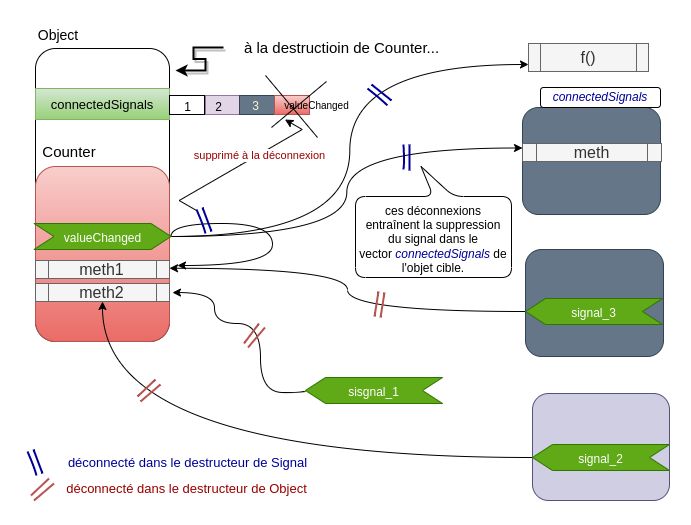 Object
à la destructioin de Counter...
f()
connectedSignals
1
2
3
valueChanged
connectedSignals
meth
Counter
supprimé à la déconnexion
valueChanged
meth1
meth2
ces déconnexions
entraînent la suppression
du signal dans le
vector connectedSignals de
l'objet cible.
signal_3
sisgnal_1
signal_2
déconnecté dans le destructeur de Signal
déconnecté dans le destructeur de Object